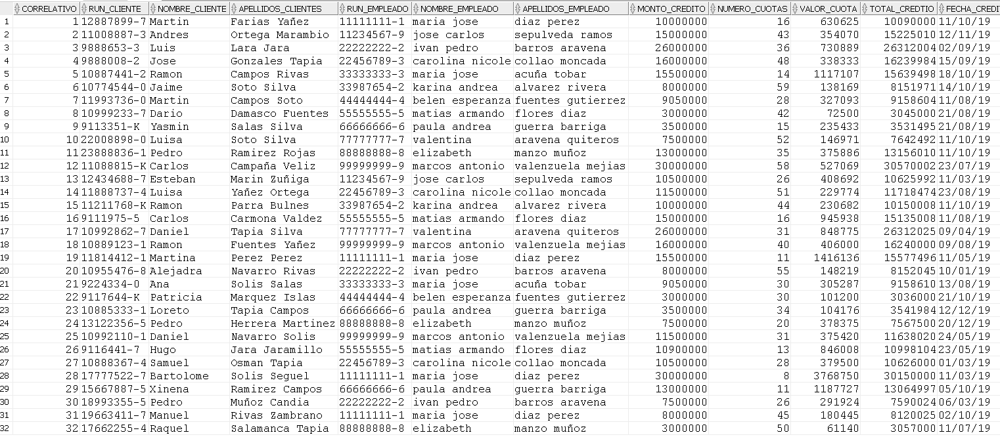 CORRELATIVO RUN_CLIENTE NOMBRE_CLIENTE APELLIDOS_CLIENTES RUN_EMPLEADO NOMBRE_EMPLEADO APELLIDOS_EMPLEADO MONTO_CREDITO NUMERO_CUOTAS VALOR_CUOTA TOTAL_CREDTIO FECHA_CREDI
1 1 12887899-7 Martin Farias Yañez 11111111-1 maria jose diaz perez 10000000 16 630625 10090000 11/10/19
2 2 11008887-3 Andres Ortega Marambio 11234567-9 jose carlos sepulveda ramos 15000000 43 354070 15225010 12/11/19
3 3 9888653-3 Luis Lara Jara 22222222-2 ivan pedro barros aravena 26000000 36 730889 26312004 02/09/19
4 4 9888008-2 Jose Gonzales Tapia 22456789-3 carolina nicole collao moncada 16000000 48 338333 16239984 15/09/19
5 5 10887441-2 Ramon Campos Rivas 33333333-3 maria jose acuña tobar 15500000 14 1117107 15639498 18/10/19
6 6 10774544-0 Jaime Soto Silva 33987654-2 karina andrea alvarez rivera 8000000 59 138169 8151971 14/10/19
7 7 11993736-0 Martin Campos Soto 44444444-4 belen esperanza fuentes gutierrez 9050000 28 327093 9158604 11/08/19
8 8 10999233-7 Dario Damasco Fuentes 55555555-5 matias armando flores diaz 3000000 42 72500 3045000 21/08/19
9 9 9113351-K Yasmin Salas Silva 66666666-6 paula andrea guerra barriga 3500000 15 235433 3531495 21/08/19
10 10 22008898-0 Luisa Soto Silva 77777777-7 valentina aravena quiteros 7500000 52 146971 7642492 11/10/19
11 11 23888836-1 Pedro Ramirez Rojas 88888888-8 elizabeth manzo muñoz 13000000 35 375886 13156010 11/10/19
12 12 11088815-K Carlos Campaña Veliz 99999999-9 marcos antonio valenzuela mejias 30000000 58 527069 30570002 23/07/19
13 13 12434688-7 Esteban Marin Zuñiga 11234567-9 jose carlos sepulveda ramos 10500000 26 408692 10625992 11/03/19
14 14 11888737-4 Luisa Yañez Ortega 22456789-3 carolina nicole collao moncada 11500000 51 229774 11718474 23/08/19
15 15 11211768-K Ramon Parra Bulnes 33987654-2 karina andrea alvarez rivera 10000000 44 230682 10150008 11/10/19
16 16 9111975-5 Carlos Carmona Valdez 55555555-5 matias armando flores diaz 15000000 16 945938 15135008 11/08/19
17 17 10992862-7 Daniel Tapia Silva 77777777-7 valentina aravena quiteros 26000000 31 848775 26312025 09/04/19
18 18 10889123-1 Ramon Fuentes Yañez 99999999-9 marcos antonio valenzuela mejias 16000000 40 406000 16240000 09/08/19
19 19 11814412-1 Martina Perez Perez 11111111-1 maria jose diaz perez 15500000 11 1416136 15577496 11/05/19
20 20 10955476-8 Alejadra Navarro Rivas 22222222-2 ivan pedro barros aravena 8000000 55 148219 8152045 10/01/19
21 21 9224334-0 Ana Solis Salas 33333333-3 maria jose acuña tobar 9050000 30 305287 9158610 13/08/19
22 22 9117644-K Patricia Marquez Islas 44444444-4 belen esperanza fuentes gutierrez 3000000 30 101200 3036000 21/10/19
23 23 10885333-1 Loreto Tapia Campos 66666666-6 paula andrea guerra barriga 3500000 34 104176 3541984 12/12/19
24 24 13122356-5 Pedro Herrera Martinez 88888888-8 elizabeth manzo muñoz 7500000 20 378375 7567500 20/12/19
25 25 10992110-1 Daniel Navarro Solis 99999999-9 marcos antonio valenzuela mejias 11500000 31 375420 11638020 24/05/19
26 26 9116441-7 Hugo Jara Jaramillo 55555555-5 matias armando flores diaz 10900000 13 846008 10998104 23/05/19
27 27 10888367-4 Samuel Osman Tapia 22456789-3 carolina nicole collao moncada 10500000 28 379500 10626000 01/03/19
28 28 17777522-7 Bartolome Solis Seguel 11111111-1 maria jose diaz perez 30000000 8 3768750 30150000 11/03/19
29 29 15667887-5 Xinena Ramirez Campos 66666666-6 paula andrea guerra barriga 13000000 11 1187727 13064997 05/10/19
30 30 18993355-5 Pedro Muñoz Candia 22222222-2 ivan pedro barros aravena 7500000 26 291924 7590024 06/03/19
31 31 19663411-7 Manuel Rivas Zambrano 11111111-1 maria jose diaz perez 8000000 45 180445 8120025 02/10/19
32 32 17662255-4 Raquel Salamanca Tapia 88888888-8 elizabeth manzo muñoz 3000000 50 61140 3057000 11/07/19